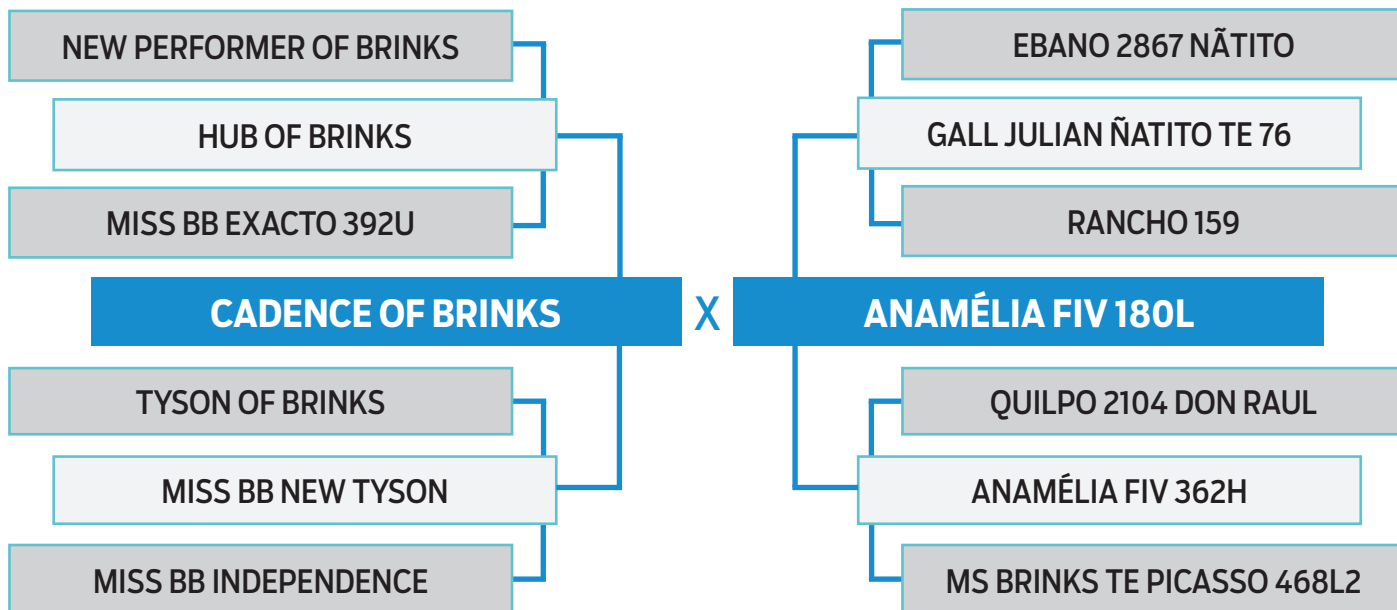 NEW PERFORMER OF BRINKS
HUB OF BRINKS
MISS BB EXACTO 392U
CADENCE OF BRINKS
TYSON OF BRINKS
MISS BB NEW TYSON
MISS BB INDEPENDENCE
X
EBANO 2867 NÃTITO
GALL JULIAN ÑATITO TE 76
RANCHO 159
ANAMÉLIA FIV 180L
QUILPO 2104 DON RAUL
ANAMÉLIA FIV 362H
MS BRINKS TE PICASSO 468L2